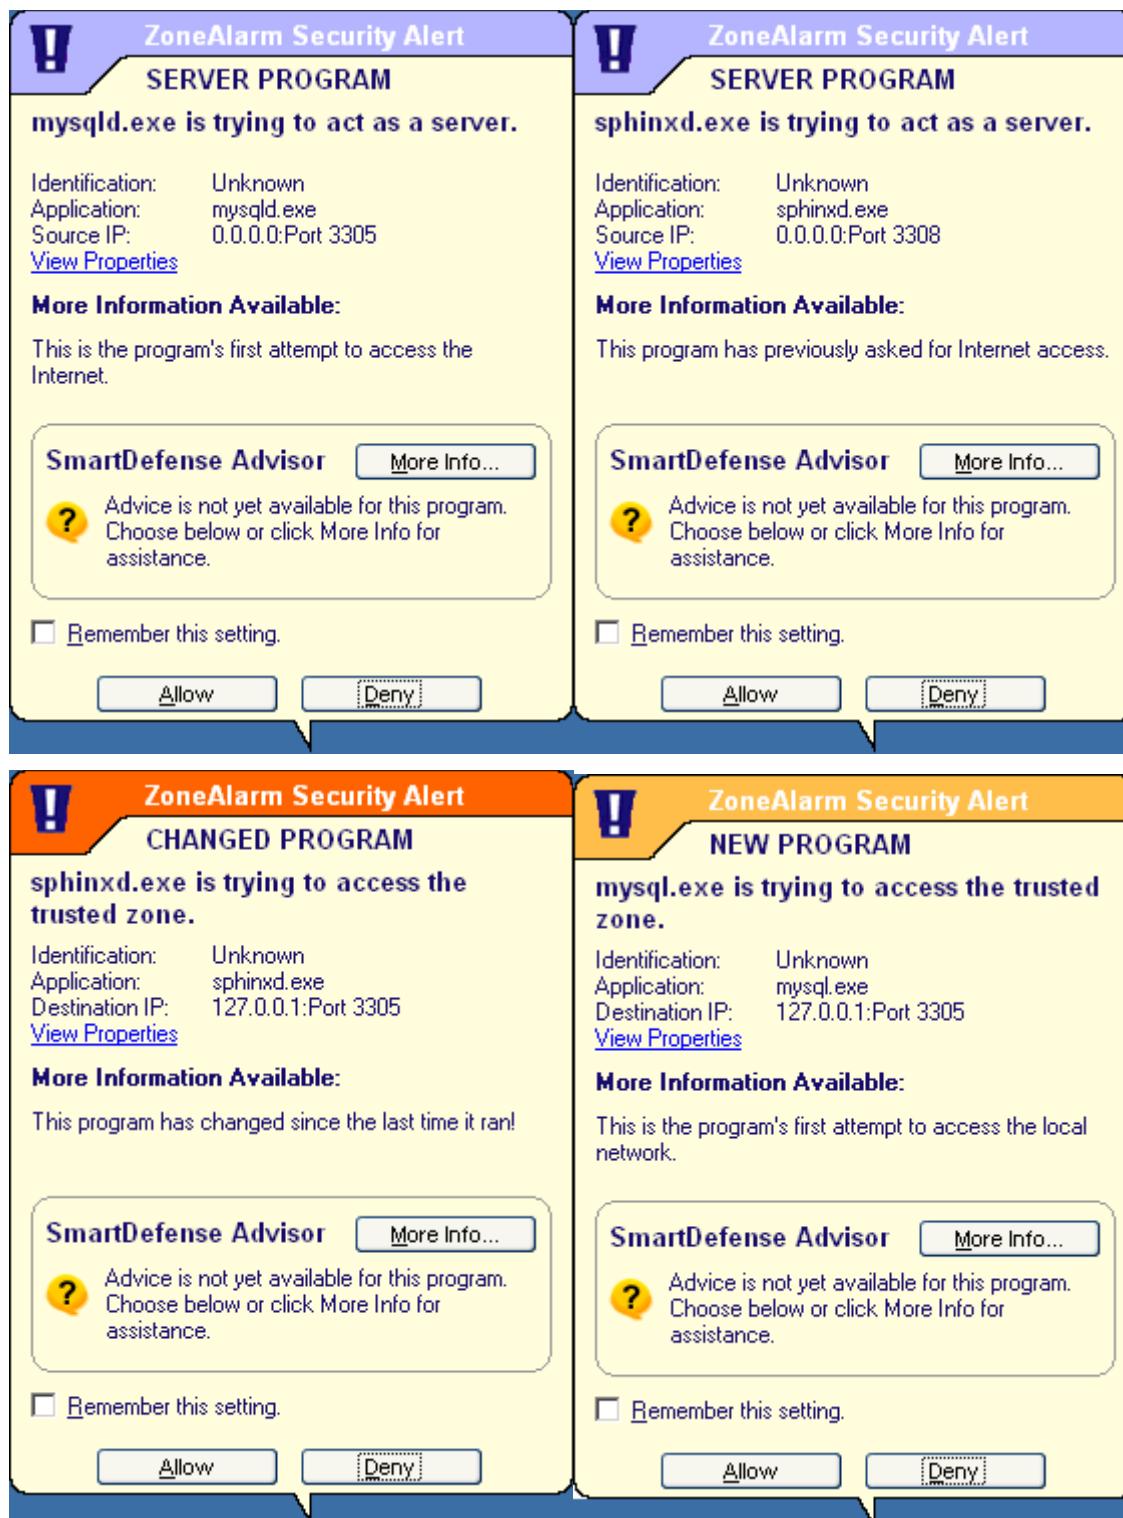 ZoneAlarm Security Alert
SERVER PROGRAM
mysqld.exe is trying to act as a server.
Identification: Unknown
Application: mysqld.exe
Source IP: 0.0.0.0:Port 3305
View Properties
More Information Available:
This is the program's first attempt to access the
Internet.
SmartDefense Advisor More Info...
Advice is not yet available for this program.
Choose below or click More Info for
assistance.
Remember this setting.
Allow Deny
ZoneAlarm Security Alert
SERVER PROGRAM
sphinxd.exe is trying to act as a server.
Identification: Unknown
Application: sphinxd.exe
Source IP: 0.0.0.0:Port 3308
View Properties
More Information Available:
This program has previously asked for Internet access.
SmartDefense Advisor More Info...
Advice is not yet available for this program.
Choose below or click More Info for
assistance.
Remember this setting.
Allow Deny
ZoneAlarm Security Alert
CHANGED PROGRAM
sphinxd.exe is trying to access the
trusted zone.
Identification: Unknown
Application: sphinxd.exe
Destination IP: 127.0.0.1:Port 3305
View Properties
More Information Available:
This program has changed since the last time it ran!
SmartDefense Advisor More Info...
Advice is not yet available for this program.
Choose below or click More Info for
assistance.
Remember this setting.
Allow Deny
ZoneAlarm Security Alert
NEW PROGRAM
mysql.exe is trying to access the trusted
zone.
Identification: Unknown
Application: mysql.exe
Destination IP: 127.0.0.1:Port 3305
View Properties
More Information Available:
This is the program's first attempt to access the local
network.
SmartDefense Advisor More Info...
Advice is not yet available for this program.
Choose below or click More Info for
assistance.
Remember this setting.
Allow Deny